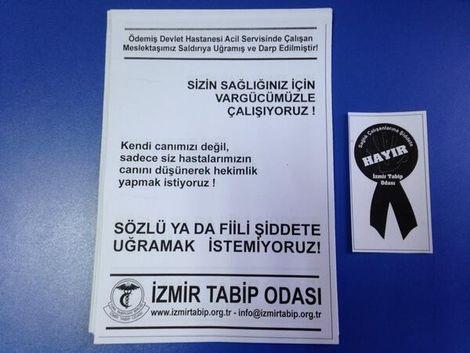 Ödemiş Devlet Hastanesi Acil Servisinde Çalışan
Meslektaşımız Saldırıya Uğramış ve Darp Edilmiştir!
SİZİN SAĞLIĞINIZ İÇİN
VARGÜCÜMÜZLE
ÇALIŞIYORUZ !
Kendi canımızı değil,
sadece siz hastalarımızın
canını düşünerek hekimlik
yapmak istiyoruz !
SÖZLÜ YA DA FİİLİ ŞİDDETE
UĞRAMAK İSTEMİYORUZ!
İZMİR TABİP ODASI
www.izmirtabip.org.tr - info@izmirtabip.org.tr
Sağlık Çalışanlarına Şiddete
HAYIR
İzmir Tabip
Odası